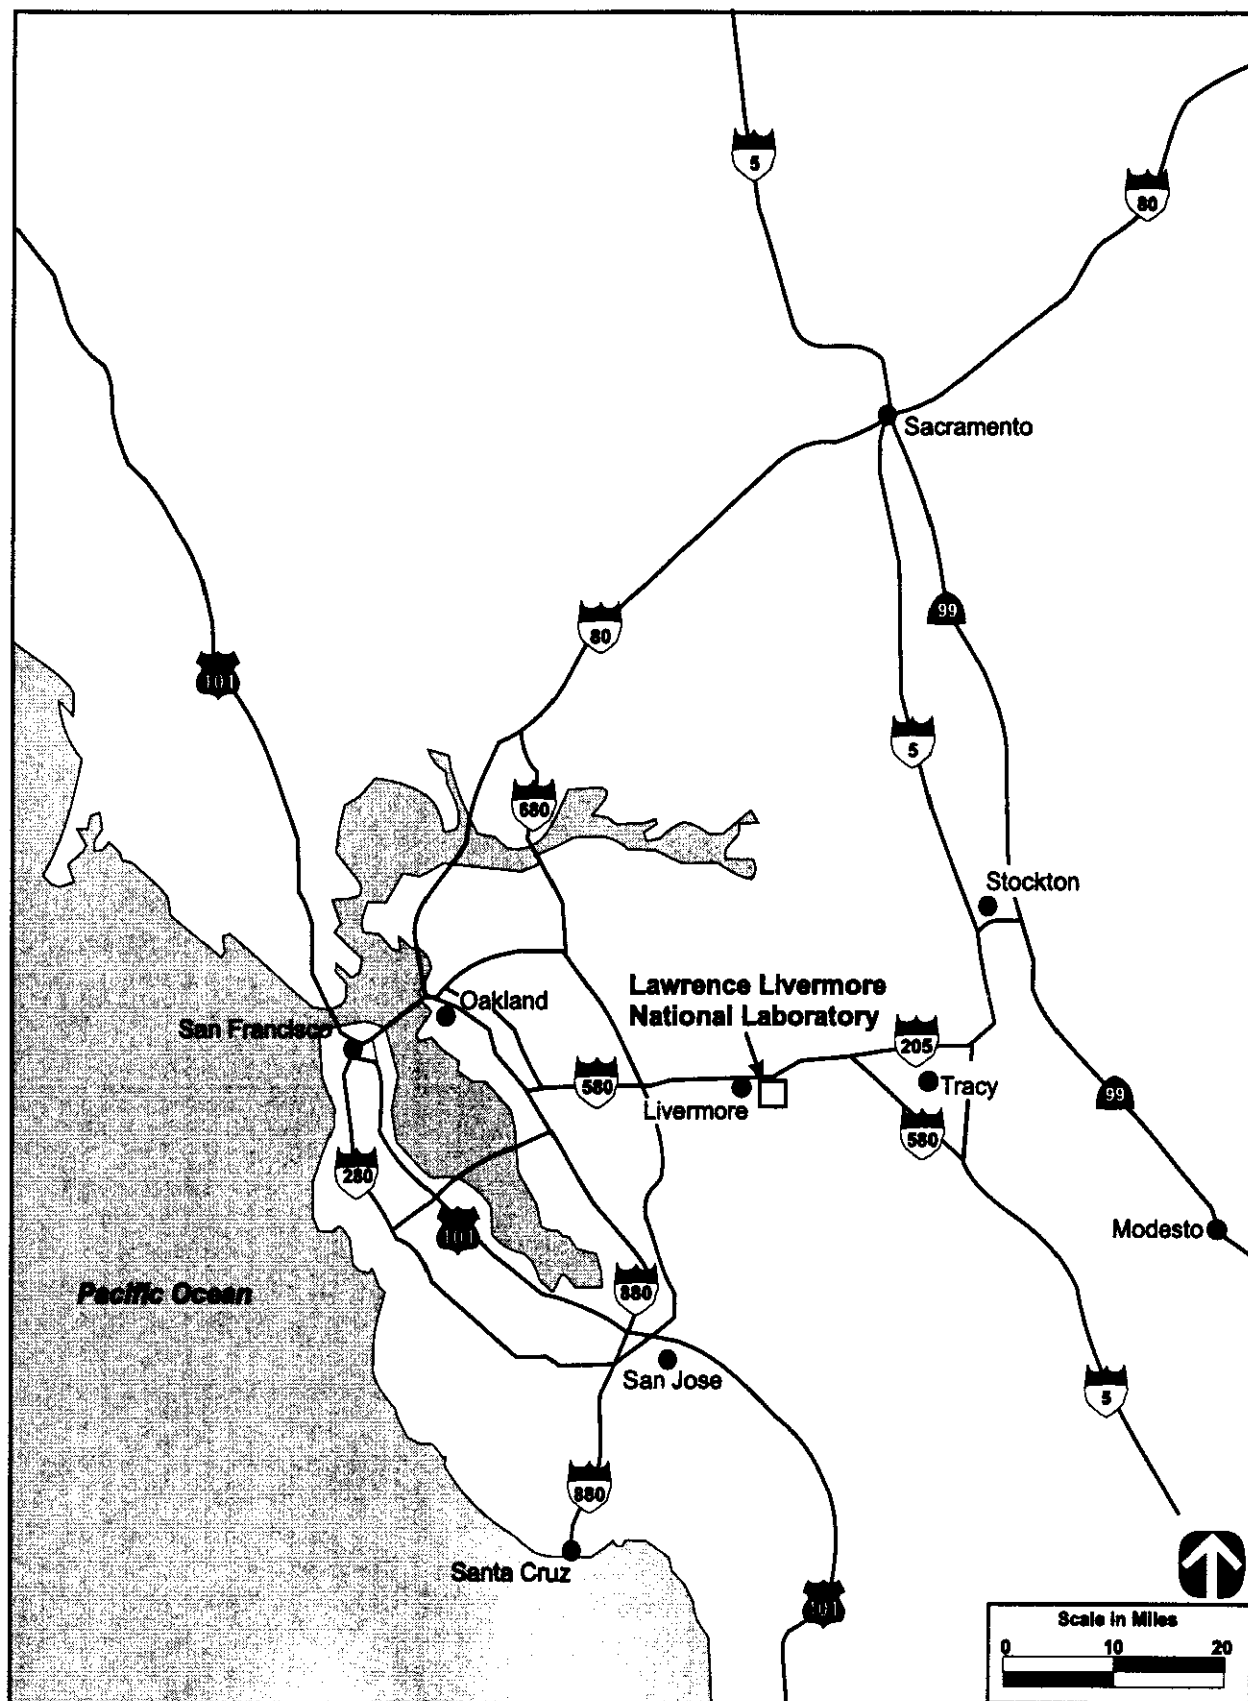 5
80
Sacramento
99
80
101
5
680
Stockton
Lawrence Livermore
National Laboratory
Oakland
San Francisco
205
580
Livermore
Tracy
99
580
280
101
Modesto
Pacific Ocean
880
San Jose
5
880
Santa Cruz
101
Scale in Miles
0 10 20